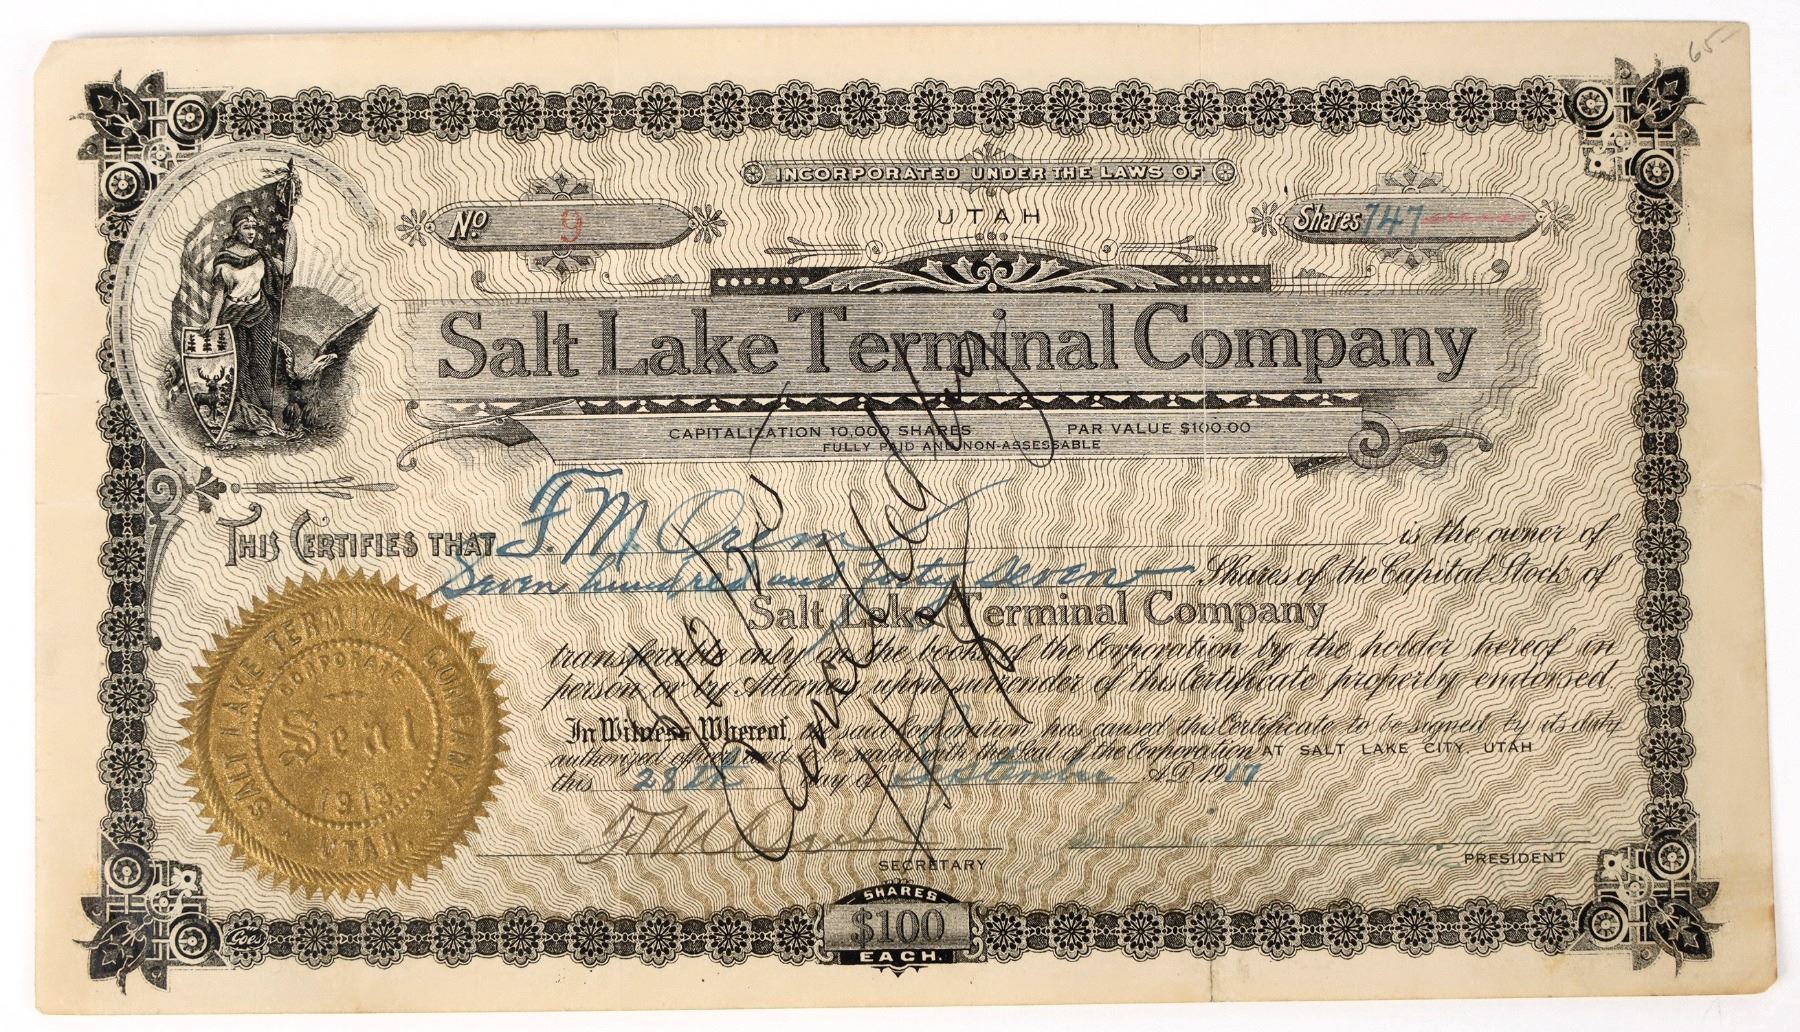 65-
INCORPORATED UNDER THE LAWS OF
UTAH
No. 9
Shares 747
Salt Lake Terminal Company
CAPITALIZATION 10,000 SHARES PAR VALUE $100.00
FULLY PAID AND NON-ASSESSABLE
THIS CERTIFIES THAT F. M. Orem is the owner of
Seven hundred and forty seven Shares of the Capital Stock of
Salt Lake Terminal Company
transferable only on the books of the Corporation by the holder hereof in
person or by Attorney upon surrender of this Certificate properly endorsed
In Witness Whereof, the said Corporation has caused this Certificate to be signed by its duly
authorized officers and to be sealed with the Seal of the Corporation AT SALT LAKE CITY, UTAH
this 28th day of September A.D. 1917
F. M. Orem
SECRETARY
PRESIDENT
Cancelled
SALT LAKE TERMINAL COMPANY
CORPORATE
Seal
1913
UTAH.
Goes
SHARES
$100
EACH.